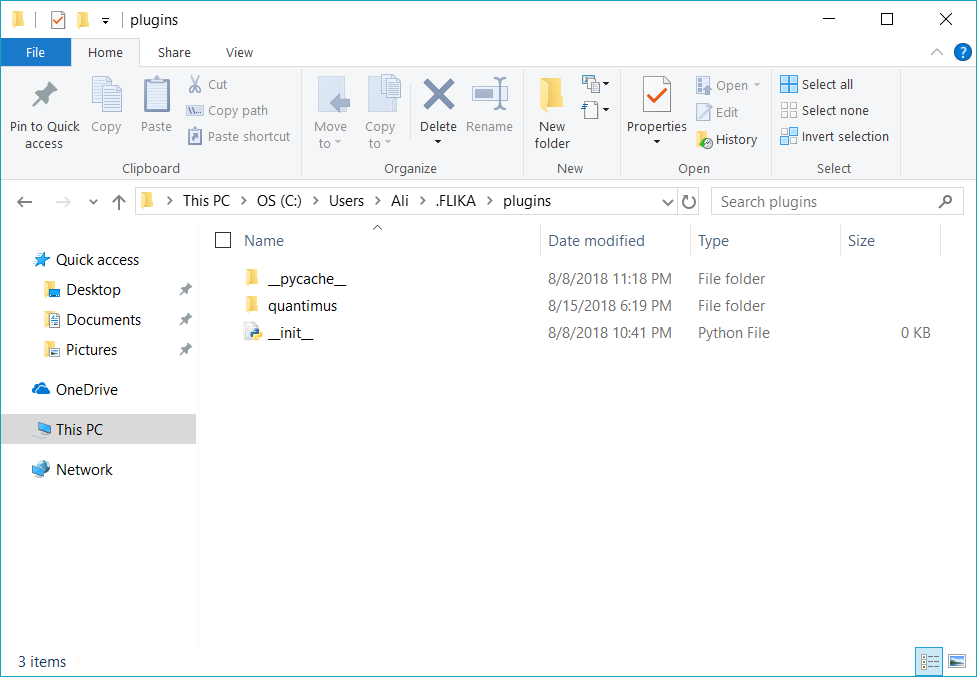 plugins
File Home Share View
Pin to Quick access
Copy
Paste
Cut
Copy path
Paste shortcut
Clipboard
Move to
Copy to
Delete
Rename
Organize
New folder
New
Properties
Open
Edit
History
Open
Select all
Select none
Invert selection
Select
This PC > OS (C:) > Users > Ali > .FLIKA > plugins
Search plugins
Quick access
Desktop
Documents
Pictures
OneDrive
This PC
Network
Name Date modified Type Size
__pycache__ 8/8/2018 11:18 PM File folder
quantimus 8/15/2018 6:19 PM File folder
__init__ 8/8/2018 10:41 PM Python File 0 KB
3 items